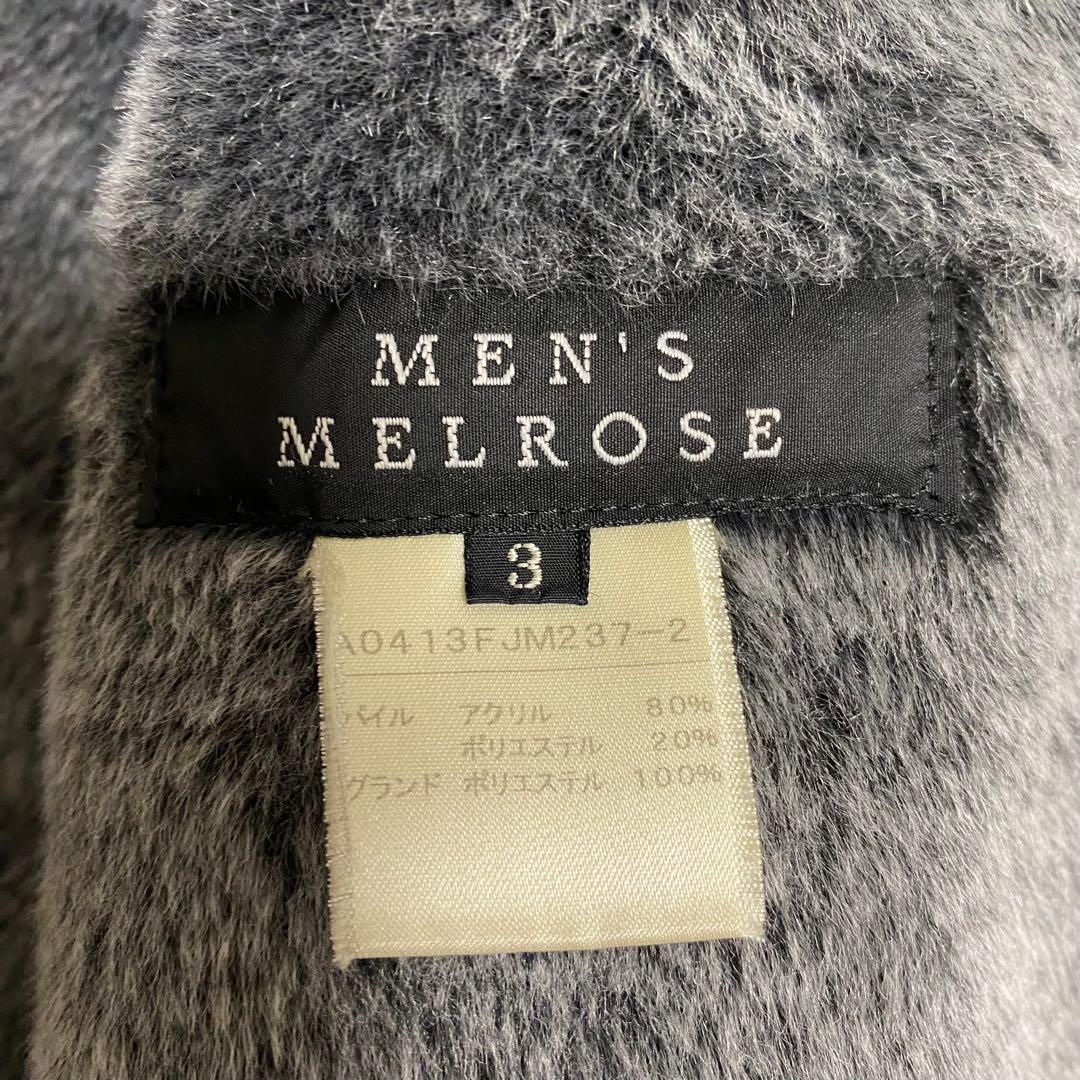 MEN'S
MELROSE
3
A0413FJM237-2
パイル アクリル 80%
ポリエステル 20%
グランド ポリエステル 100%